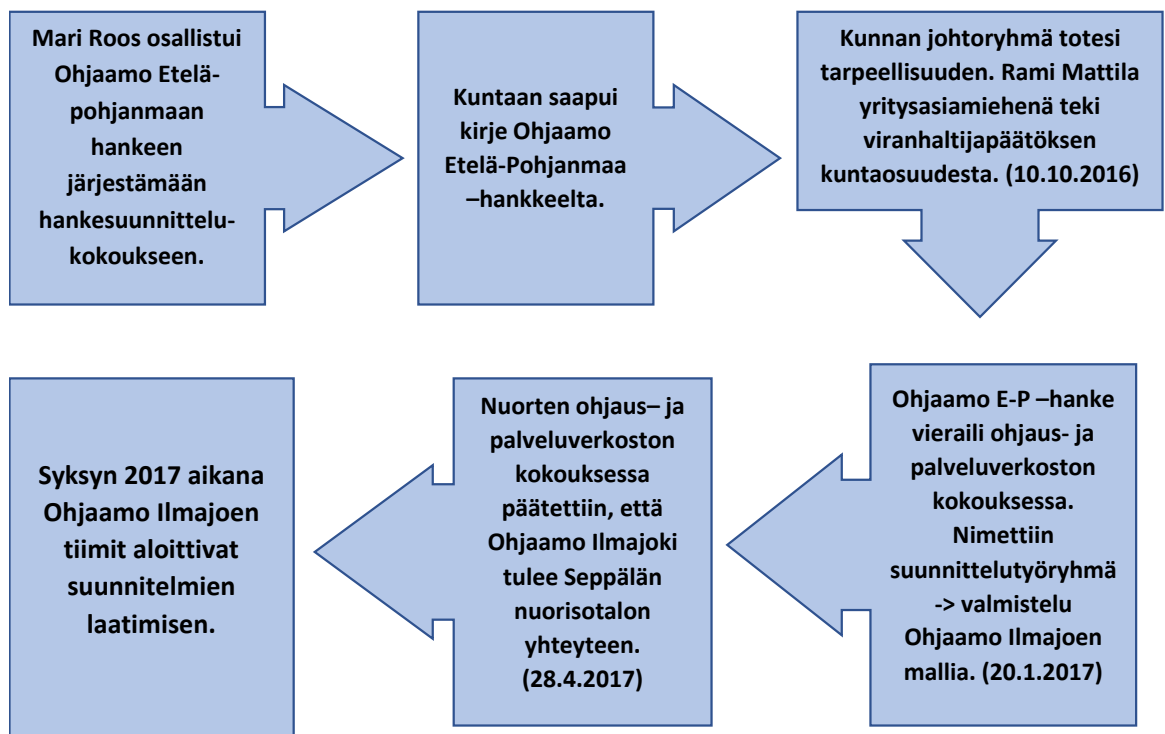 Mari Roos osallistui
Ohjaamo Etelä-
pohjanmaan
hankeen
järjestämään
hankesuunnittelu-
kokoukseen.
Kuntaan saapui
kirje Ohjaamo
Etelä-Pohjanmaa
–hankkeelta.
Kunnan johtoryhmä totesi
tarpeellisuuden. Rami Mattila
yritysasiamiehenä teki
viranhaltijapäätöksen
kuntaosuudesta. (10.10.2016)
Ohjaamo E-P –hanke
vieraili ohjaus- ja
palveluverkoston
kokouksessa.
Nimettiin
suunnittelutyöryhmä
-> valmistelu
Ohjaamo Ilmajoen
mallia. (20.1.2017)
Nuorten ohjaus– ja
palveluverkoston
kokouksessa
päätettiin, että
Ohjaamo Ilmajoki
tulee Seppälän
nuorisotalon
yhteyteen.
(28.4.2017)
Syksyn 2017 aikana
Ohjaamo Ilmajoen
tiimit aloittivat
suunnitelmien
laatimisen.